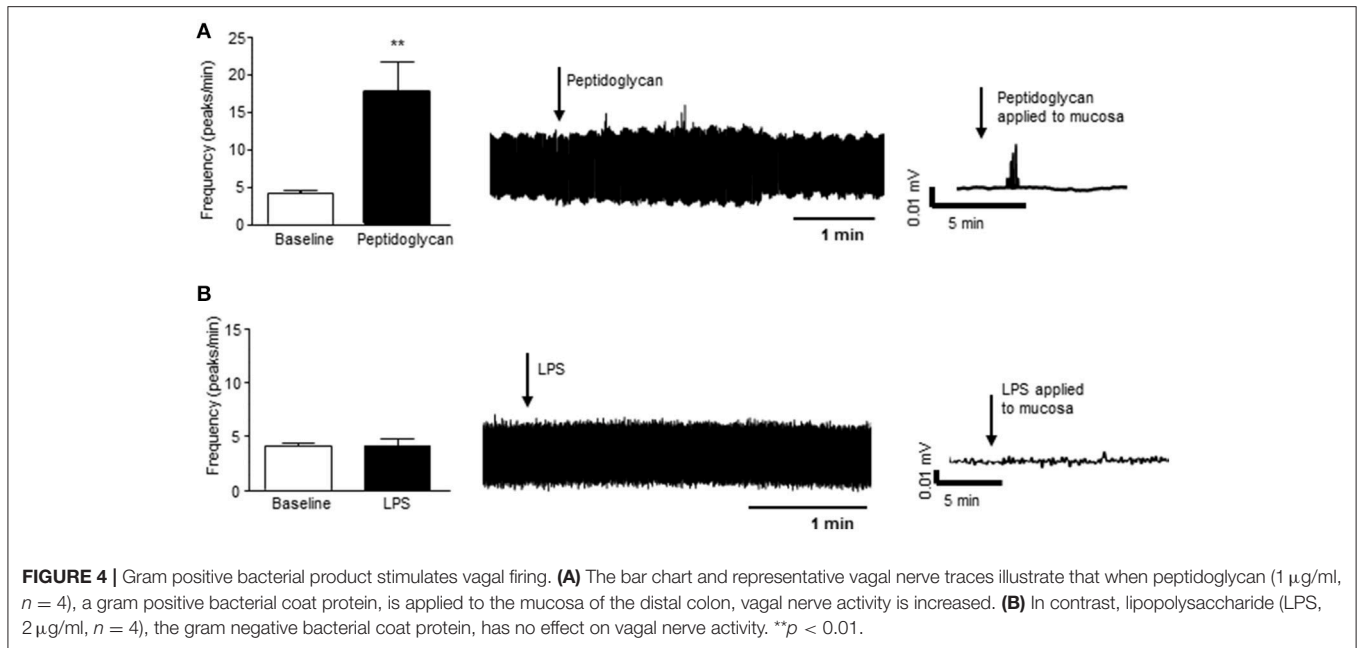 A
25
20
15
10
5
0
Frequency (peaks/min)
**
Baseline
Peptidoglycan
Peptidoglycan
1 min
Peptidoglycan
applied to mucosa
0.01 mV
5 min
B
15
10
5
0
Frequency (peaks/min)
Baseline
LPS
LPS
1 min
LPS applied
to mucosa
0.01 mV
5 min
FIGURE 4 | Gram positive bacterial product stimulates vagal firing. (A) The bar chart and representative vagal nerve traces illustrate that when peptidoglycan (1 μg/ml,
n = 4), a gram positive bacterial coat protein, is applied to the mucosa of the distal colon, vagal nerve activity is increased. (B) In contrast, lipopolysaccharide (LPS,
2 μg/ml, n = 4), the gram negative bacterial coat protein, has no effect on vagal nerve activity. **p < 0.01.